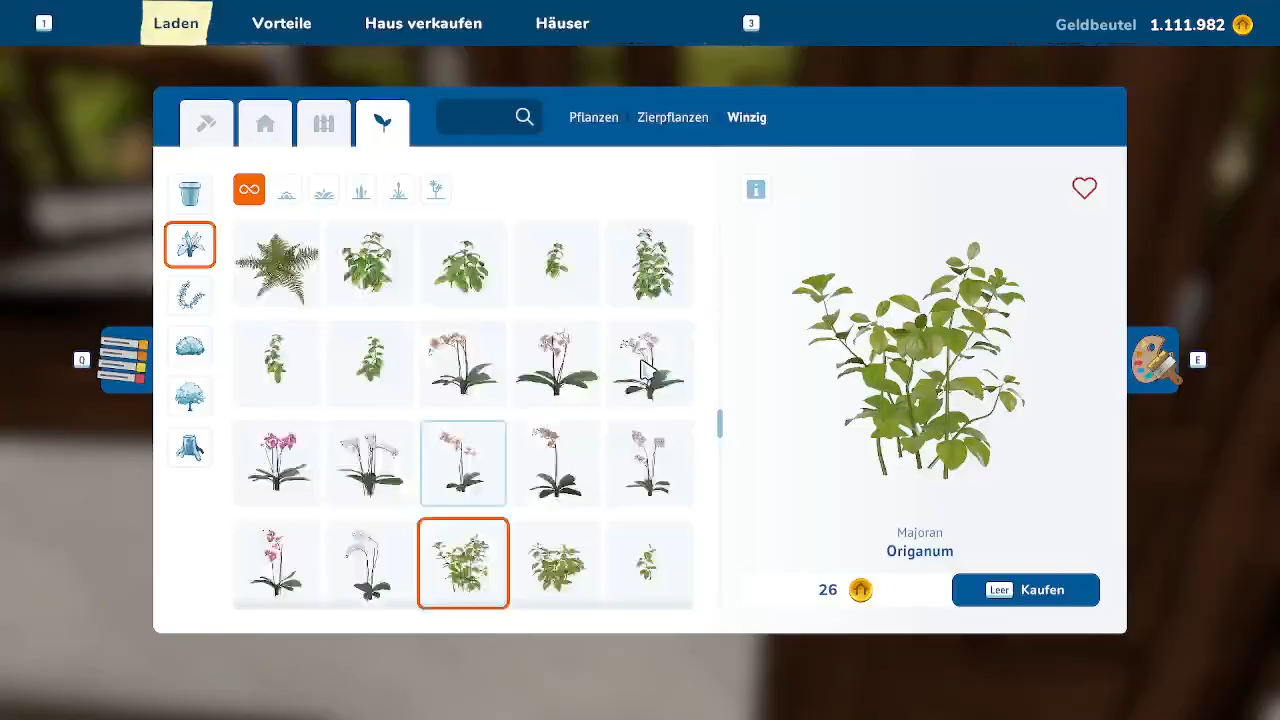 1
Laden
Vorteile
Haus verkaufen
Häuser
3
Geldbeutel 1.111.982
Pflanzen Zierpflanzen Winzig
i
Q
E
Majoran
Origanum
26
Leer Kaufen